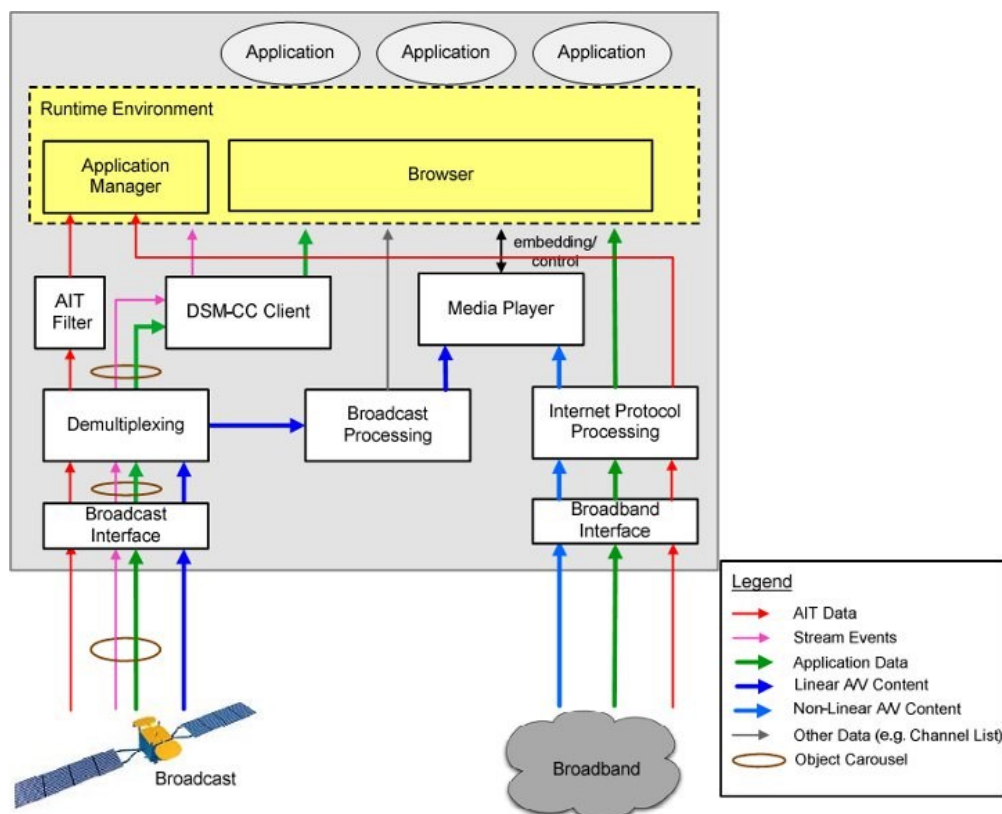 Application
Application
Application
Runtime Environment
Application
Manager
Browser
embedding/
control
AIT
Filter
DSM-CC Client
Media Player
Demultiplexing
Broadcast
Processing
Internet Protocol
Processing
Broadcast
Interface
Broadband
Interface
Legend
AIT Data
Stream Events
Application Data
Linear A/V Content
Non-Linear A/V Content
Other Data (e.g. Channel List)
Object Carousel
Broadcast
Broadband